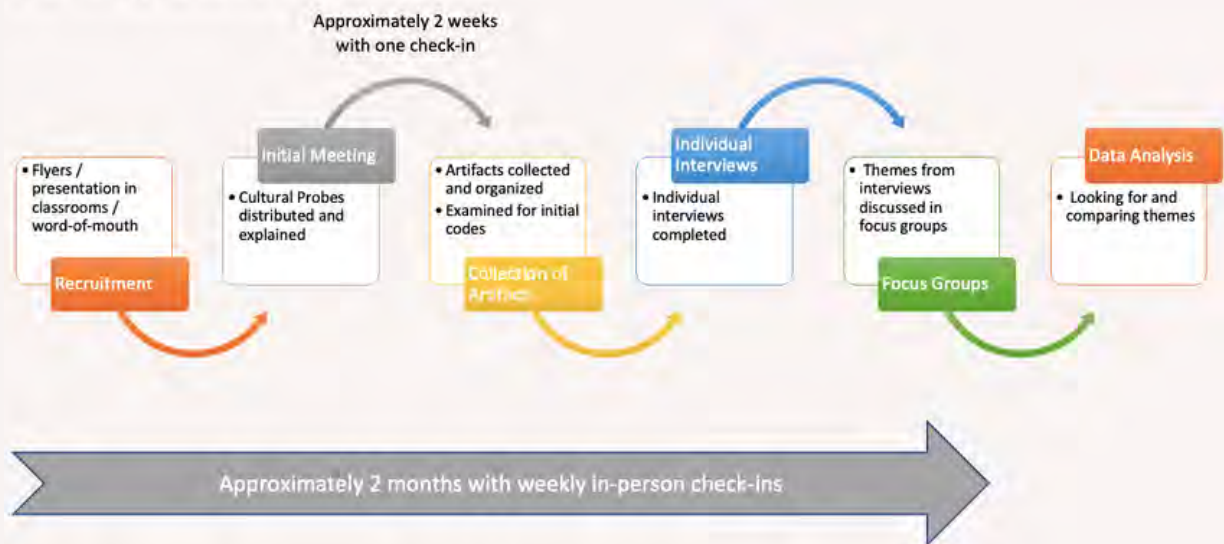 Approximately 2 weeks
with one check-in
• Flyers /
presentation in
classrooms /
word-of-mouth
Recruitment
Initial Meeting
• Cultural Probes
distributed and
explained
• Artifacts collected
and organized
• Examined for initial
codes
Collection of
Individual
Interviews
• Individual
interviews
completed
• Themes from
interviews
discussed in
focus groups
Focus Groups
Data Analysis
• Looking for and
comparing themes
Approximately 2 months with weekly in-person check-ins